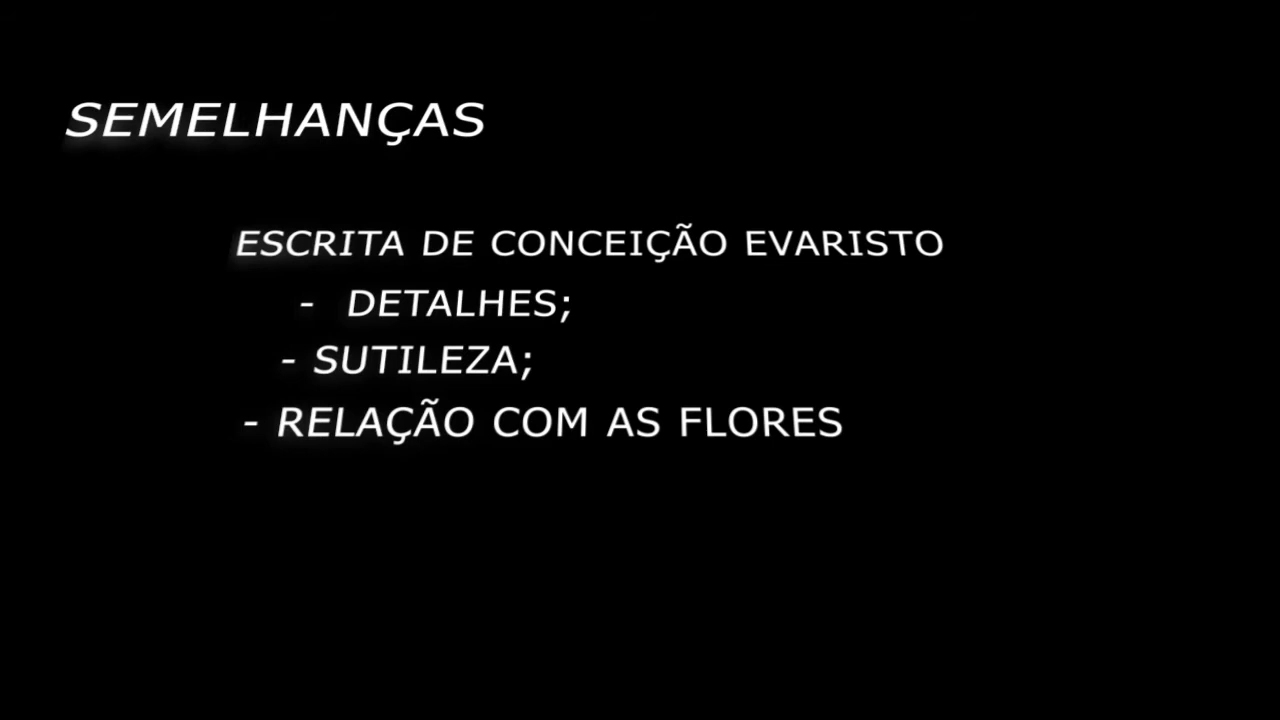 SEMELHANÇAS
ESCRITA DE CONCEIÇÃO EVARISTO
- DETALHES;
- SUTILEZA;
- RELAÇÃO COM AS FLORES